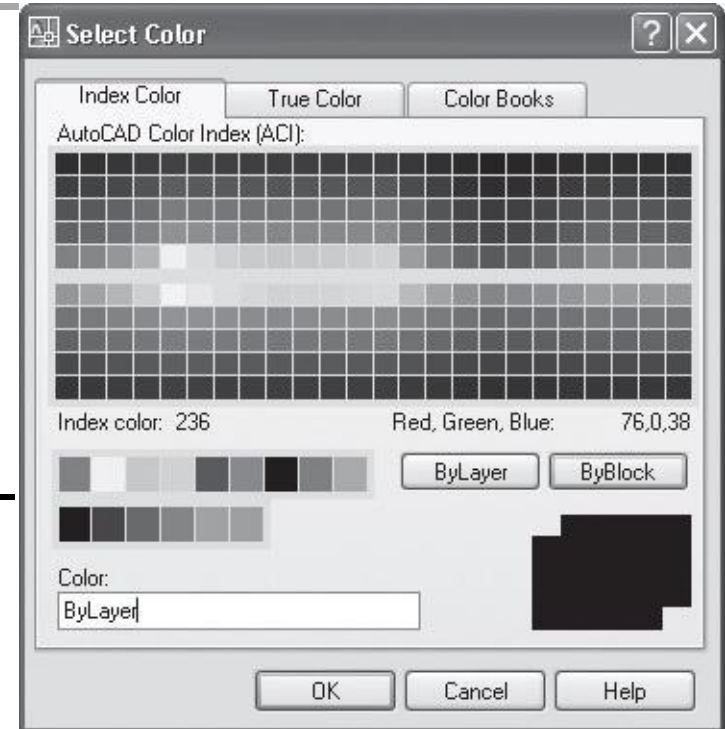 Select Color
Index Color True Color Color Books
AutoCAD Color Index (ACI):
Index color: 236 Red, Green, Blue: 76,0,38
ByLayer ByBlock
Color:
ByLayer
OK Cancel Help